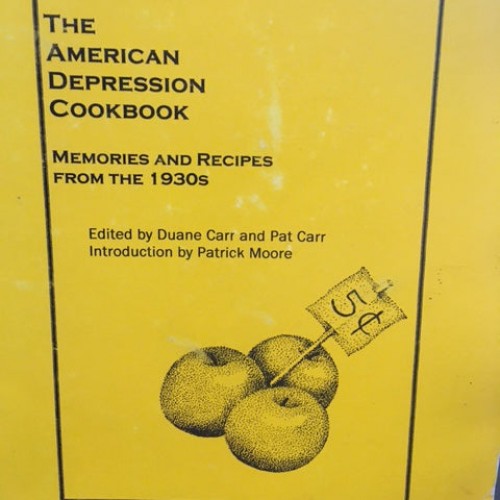 THE
AMERICAN
DEPRESSION
COOKBOOK
MEMORIES AND RECIPES
FROM THE 1930S
Edited by Duane Carr and Pat Carr
Introduction by Patrick Moore
5¢